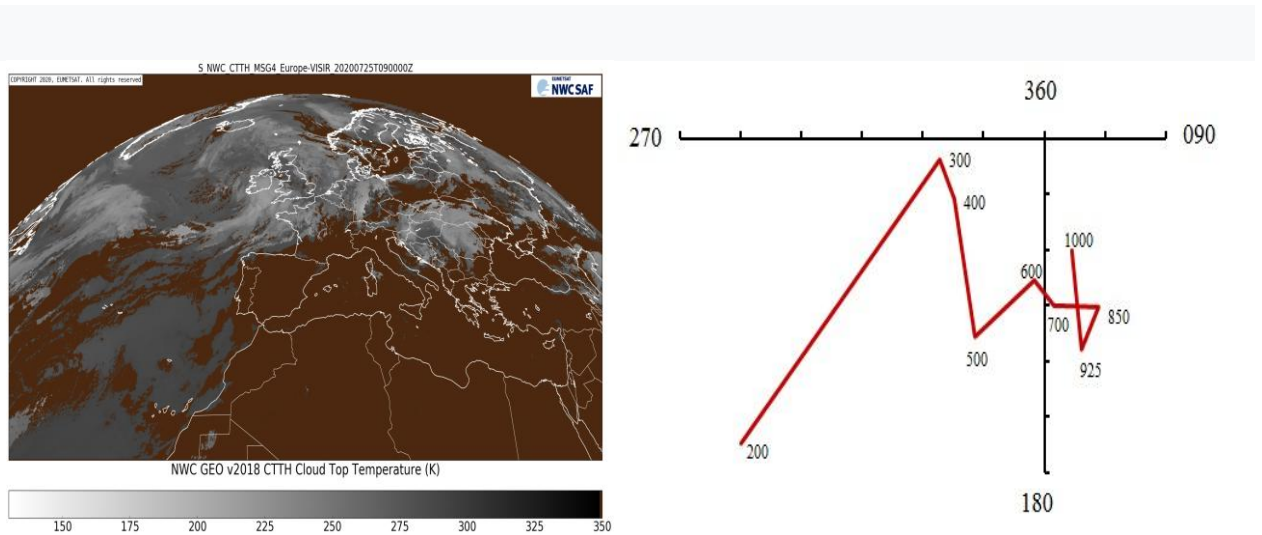 S_NWC_CTTH_MSG4_Europe-VISIR_20200725T090000Z
COPYRIGHT 2020, EUMETSAT. All rights reserved
EUMETSAT
NWCSAF
NWC GEO v2018 CTTH Cloud Top Temperature (K)
150 175 200 225 250 275 300 325 350
360
270 090
300
400
1000
600
700 850
500
925
200
180